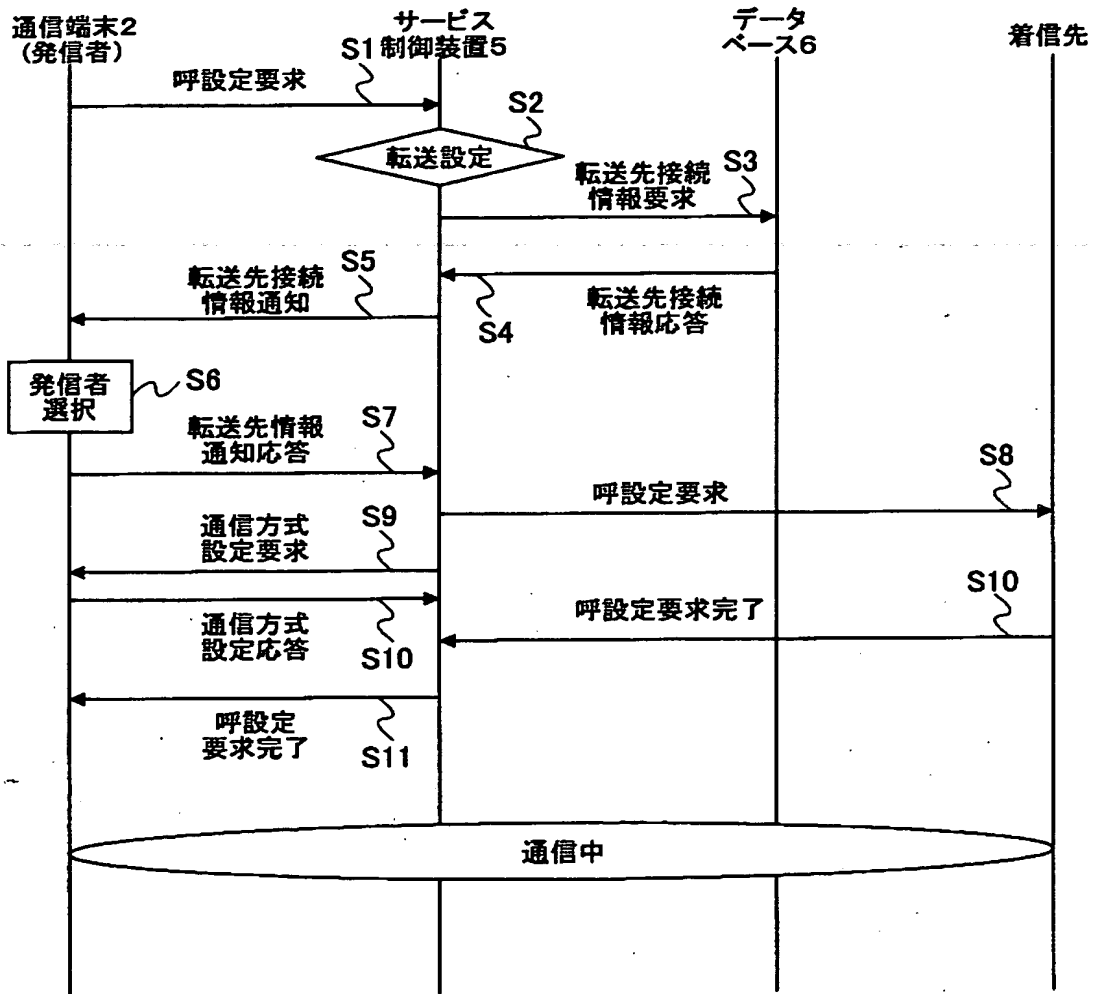 通信端末2
(発信者)
サービス
制御装置5
データ
ベース6
着信先
S1
呼設定要求
S2
転送設定
S3
転送先接続
情報要求
S5
転送先接続
情報通知
S4
転送先接続
情報応答
発信者
選択
S6
転送先情報
通知応答
S7
S8
呼設定要求
S9
通信方式
設定要求
S10
呼設定要求完了
通信方式
設定応答
S10
呼設定
要求完了
S11
通信中